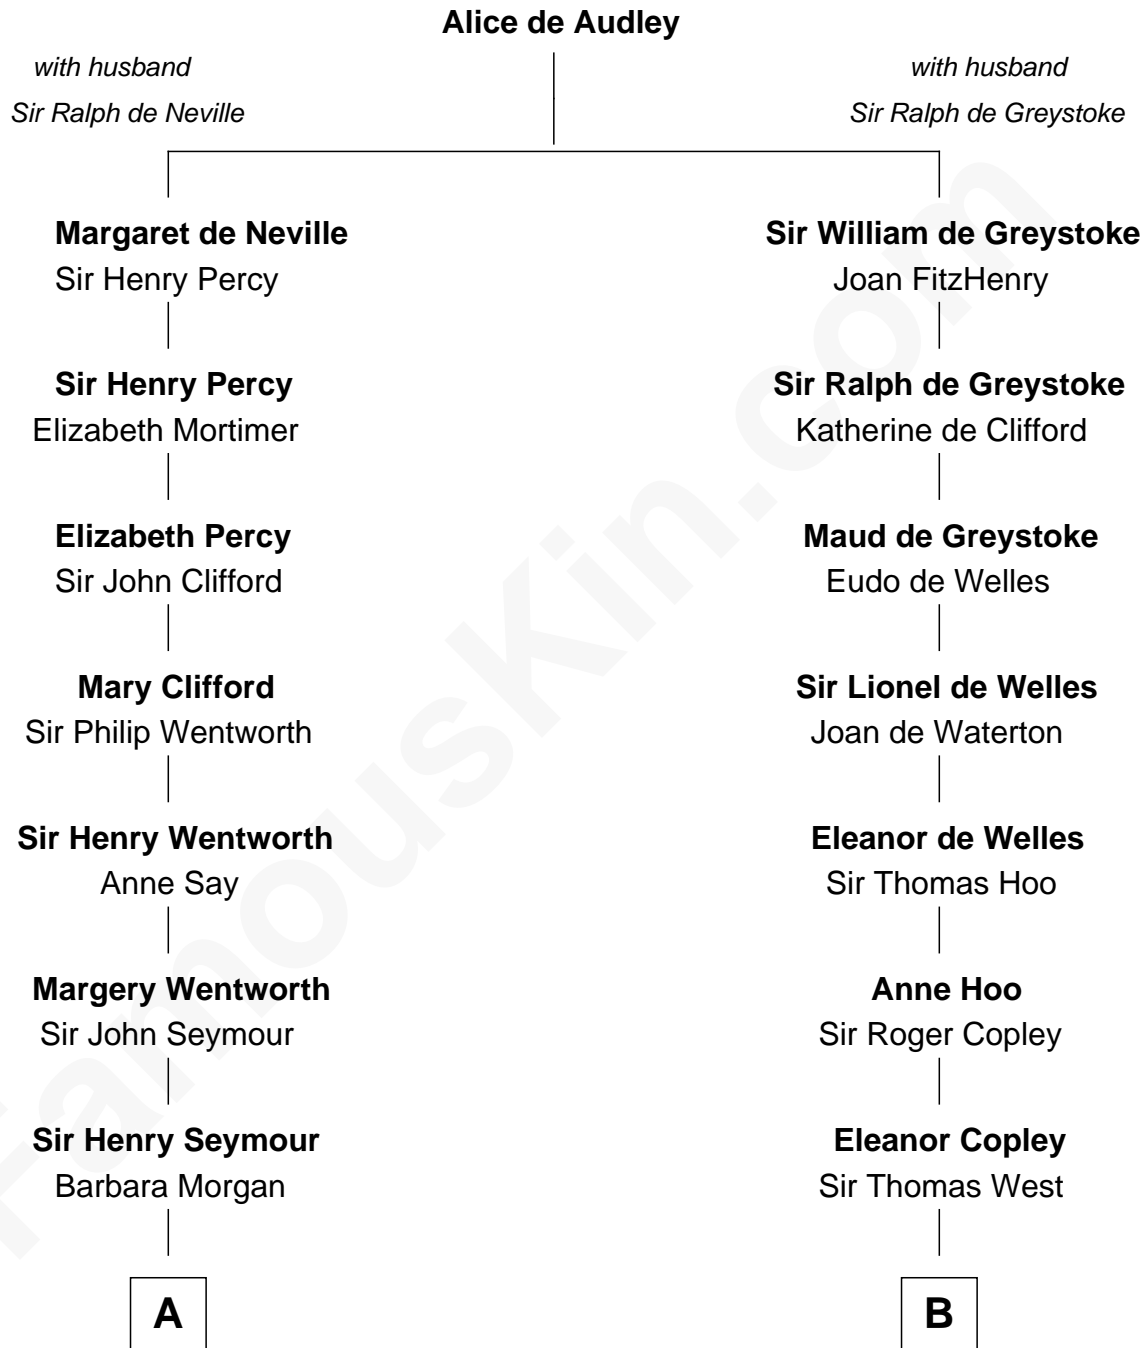 Alice de Audley
with husband
Sir Ralph de Neville
with husband
Sir Ralph de Greystoke
Margaret de Neville
Sir Henry Percy
Sir William de Greystoke
Joan FitzHenry
Sir Henry Percy
Elizabeth Mortimer
Sir Ralph de Greystoke
Katherine de Clifford
Elizabeth Percy
Sir John Clifford
Maud de Greystoke
Eudo de Welles
Mary Clifford
Sir Philip Wentworth
Sir Lionel de Welles
Joan de Waterton
Sir Henry Wentworth
Anne Say
Eleanor de Welles
Sir Thomas Hoo
Margery Wentworth
Sir John Seymour
Anne Hoo
Sir Roger Copley
Sir Henry Seymour
Barbara Morgan
Eleanor Copley
Sir Thomas West
A
B
FamousKin.com